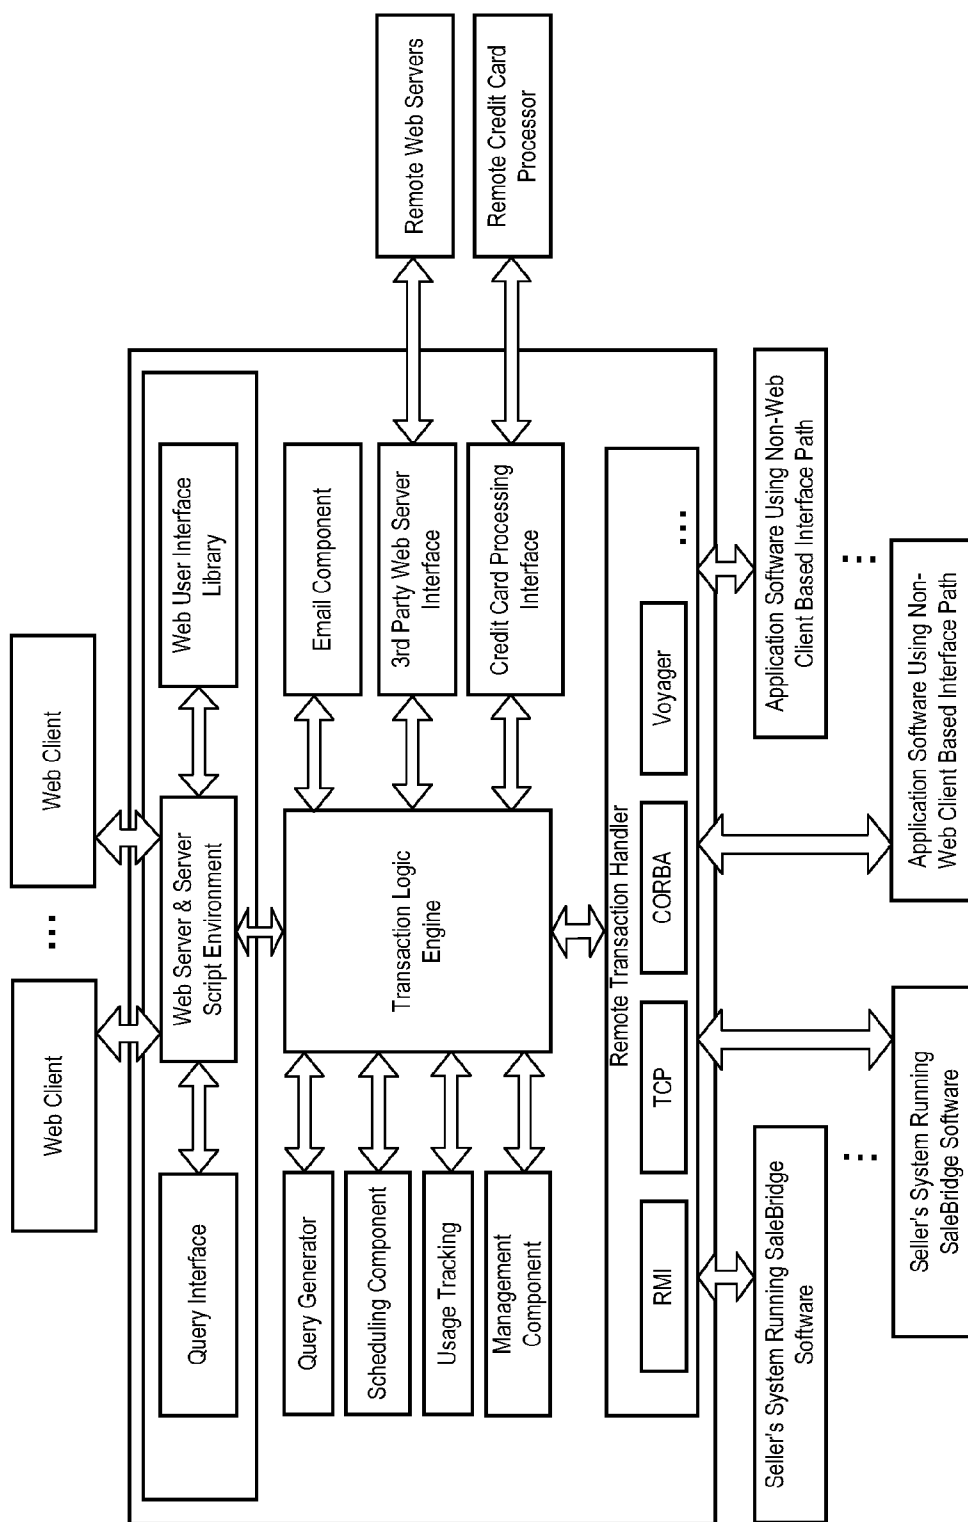 Web Client
...
Web Client
Query Interface
Web Server & Server
Script Environment
Web User Interface
Library
Query Generator
Scheduling Component
Usage Tracking
Management
Component
Transaction Logic
Engine
Email Component
3rd Party Web Server
Interface
Credit Card Processing
Interface
Remote Web Servers
Remote Credit Card
Processor
Remote Transaction Handler
RMI
TCP
CORBA
Voyager
...
Seller's System Running SaleBridge
Software
...
Seller's System Running
SaleBridge Software
Application Software Using Non-Web
Client Based Interface Path
...
Application Software Using Non-
Web Client Based Interface Path